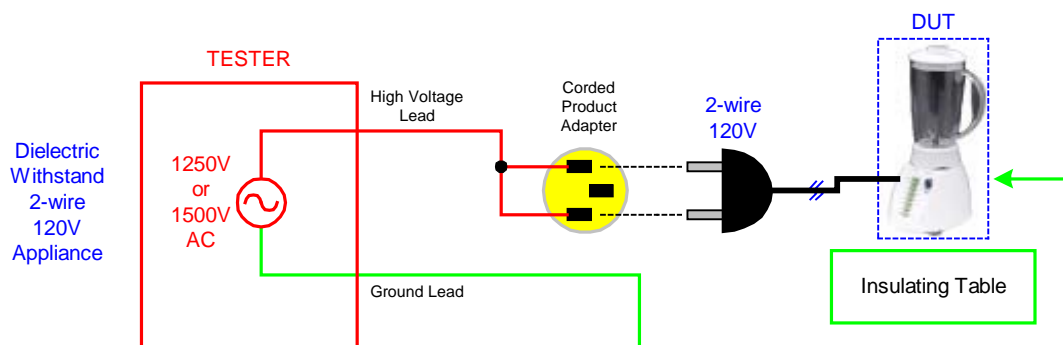 DUT
TESTER
High Voltage
Lead
Corded
Product
Adapter
2-wire
120V
Dielectric
Withstand
2-wire
120V
Appliance
1250V
or
1500V
AC
Ground Lead
Insulating Table